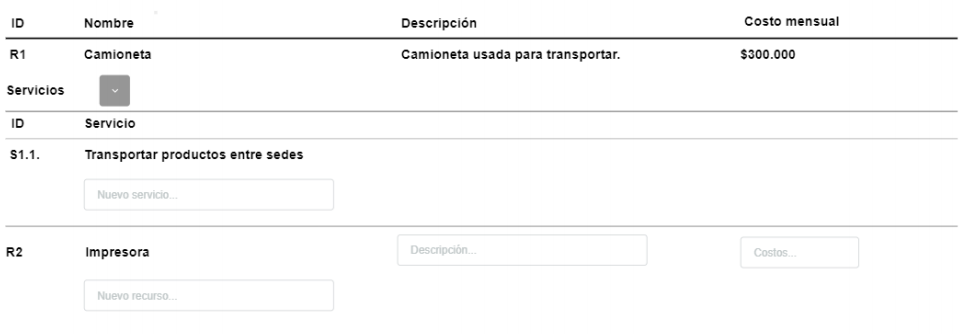 ID Nombre Descripción Costo mensual
R1 Camioneta Camioneta usada para transportar. $300.000
Servicios
ID Servicio
S1.1. Transportar productos entre sedes
Nuevo servicio...
R2 Impresora Descripción... Costos...
Nuevo recurso...